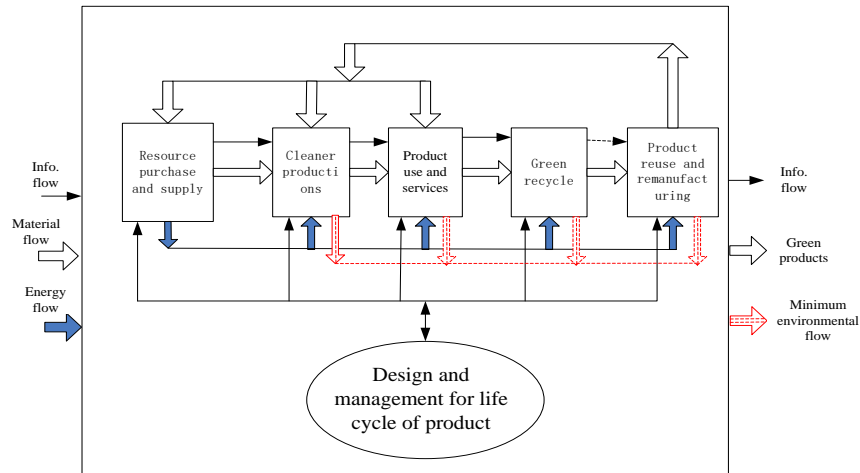 Info.
flow
Material
flow
Energy
flow
Resource
purchase
and supply
Cleaner
producti
ons
Product
use and
services
Green
recycle
Product
reuse and
remanufact
uring
Info.
flow
Green
products
Minimum
environmental
flow
Design and
management for life
cycle of product